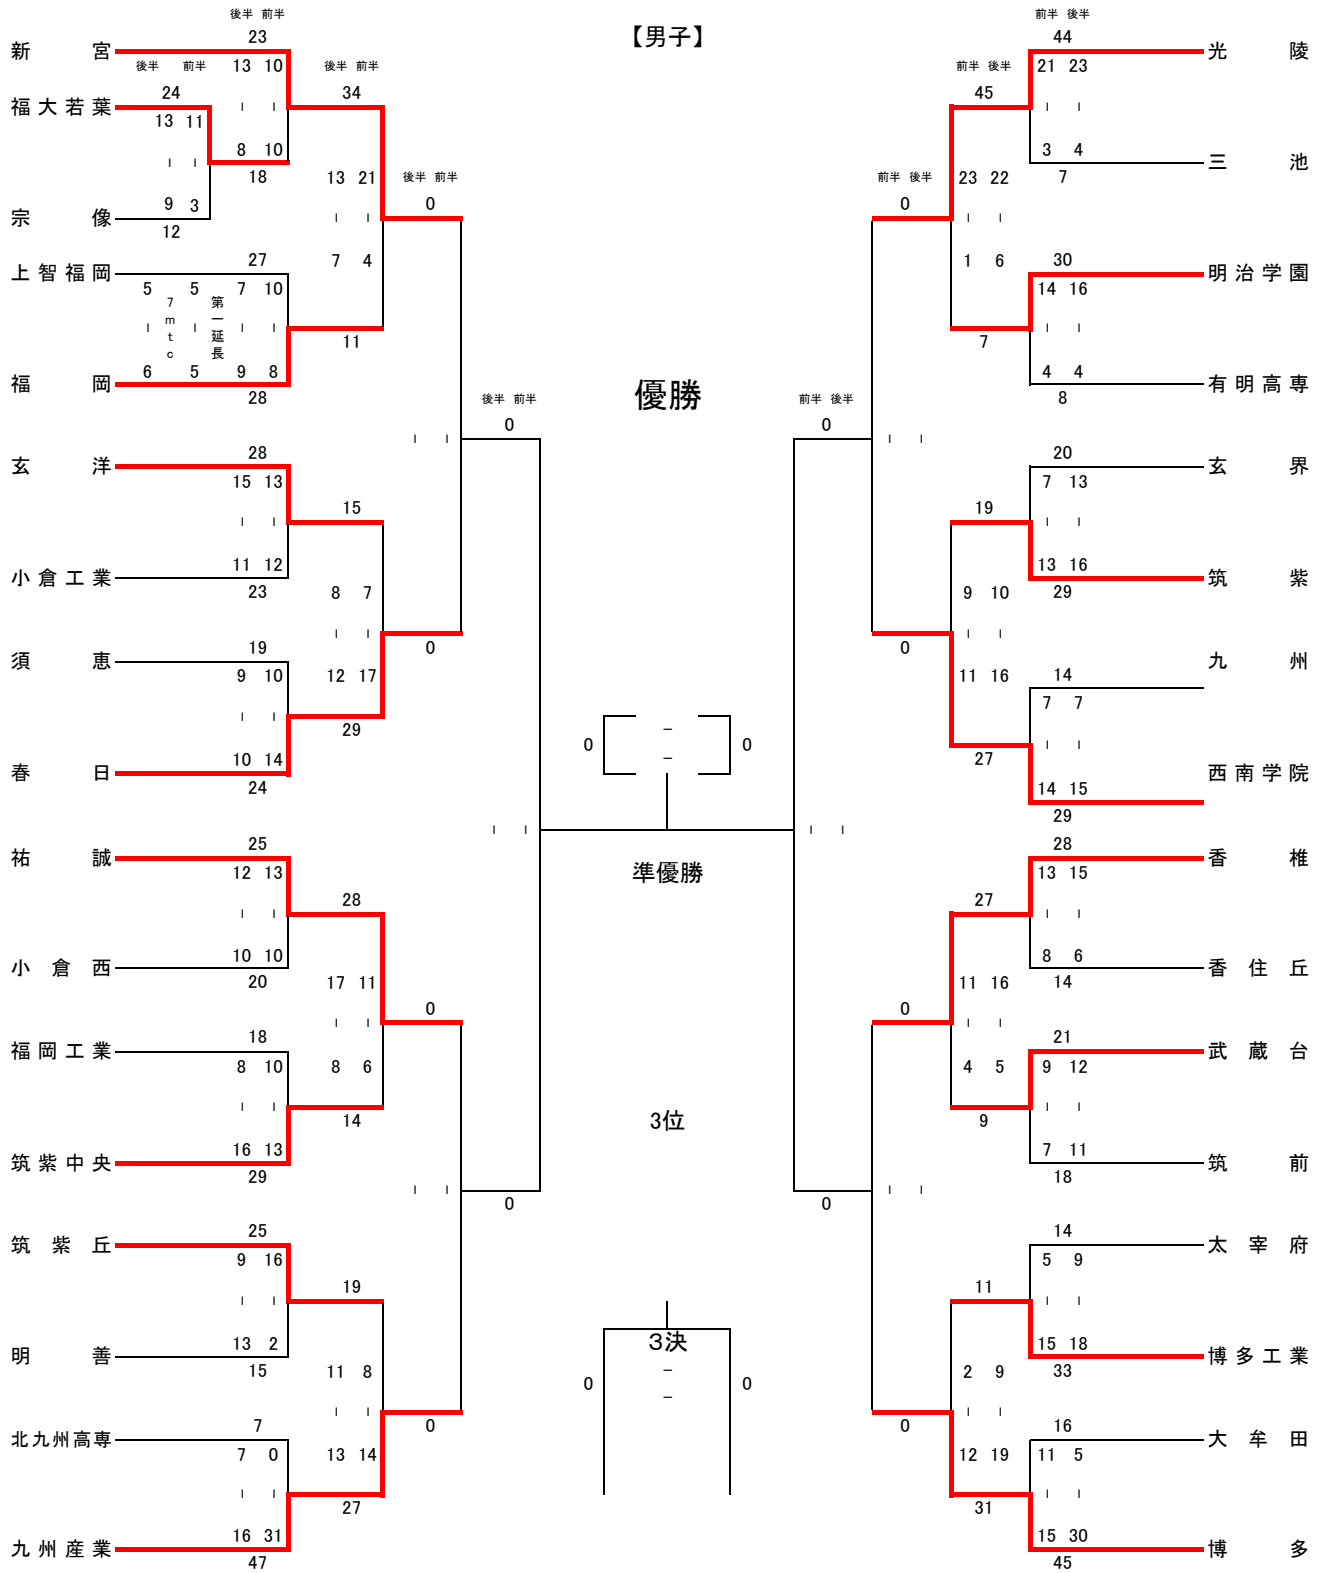 【男子】
後半 前半
23
新宮
13 10
後半 前半
24
福大若葉
13 11
8 10
18
9 3
宗像
12
後半 前半
34
13 21
7 4
11
後半 前半
0
27
上智福岡
5 5 7 10
7mtc
第一延長
6 5 9 8
福岡
28
28
玄洋
15 13
11 12
小倉工業
23
15
8 7
12 17
29
0
19
須恵
9 10
10 14
春日
24
後半 前半
0
25
祐誠
12 13
10 10
小倉西
20
28
17 11
8 6
14
0
18
福岡工業
8 10
16 13
筑紫中央
29
25
筑紫丘
9 16
13 2
明善
15
19
11 8
13 14
27
0
0
7
北九州高専
7 0
16 31
九州産業
47
優勝
0 - 0
-
準優勝
3位
3決
0 - 0
-
前半 後半
44
光陵
21 23
3 4
三池
7
前半 後半
45
23 22
1 6
7
前半 後半
0
30
明治学園
14 16
4 4
有明高専
8
前半 後半
0
20
玄界
7 13
13 16
筑紫
29
19
9 10
11 16
27
0
14
九州
7 7
14 15
西南学院
29
28
香椎
13 15
8 6
香住丘
14
27
11 16
4 5
9
0
21
武蔵台
9 12
7 11
筑前
18
0
14
太宰府
5 9
15 18
博多工業
33
11
2 9
12 19
31
0
16
大牟田
11 5
15 30
博多
45